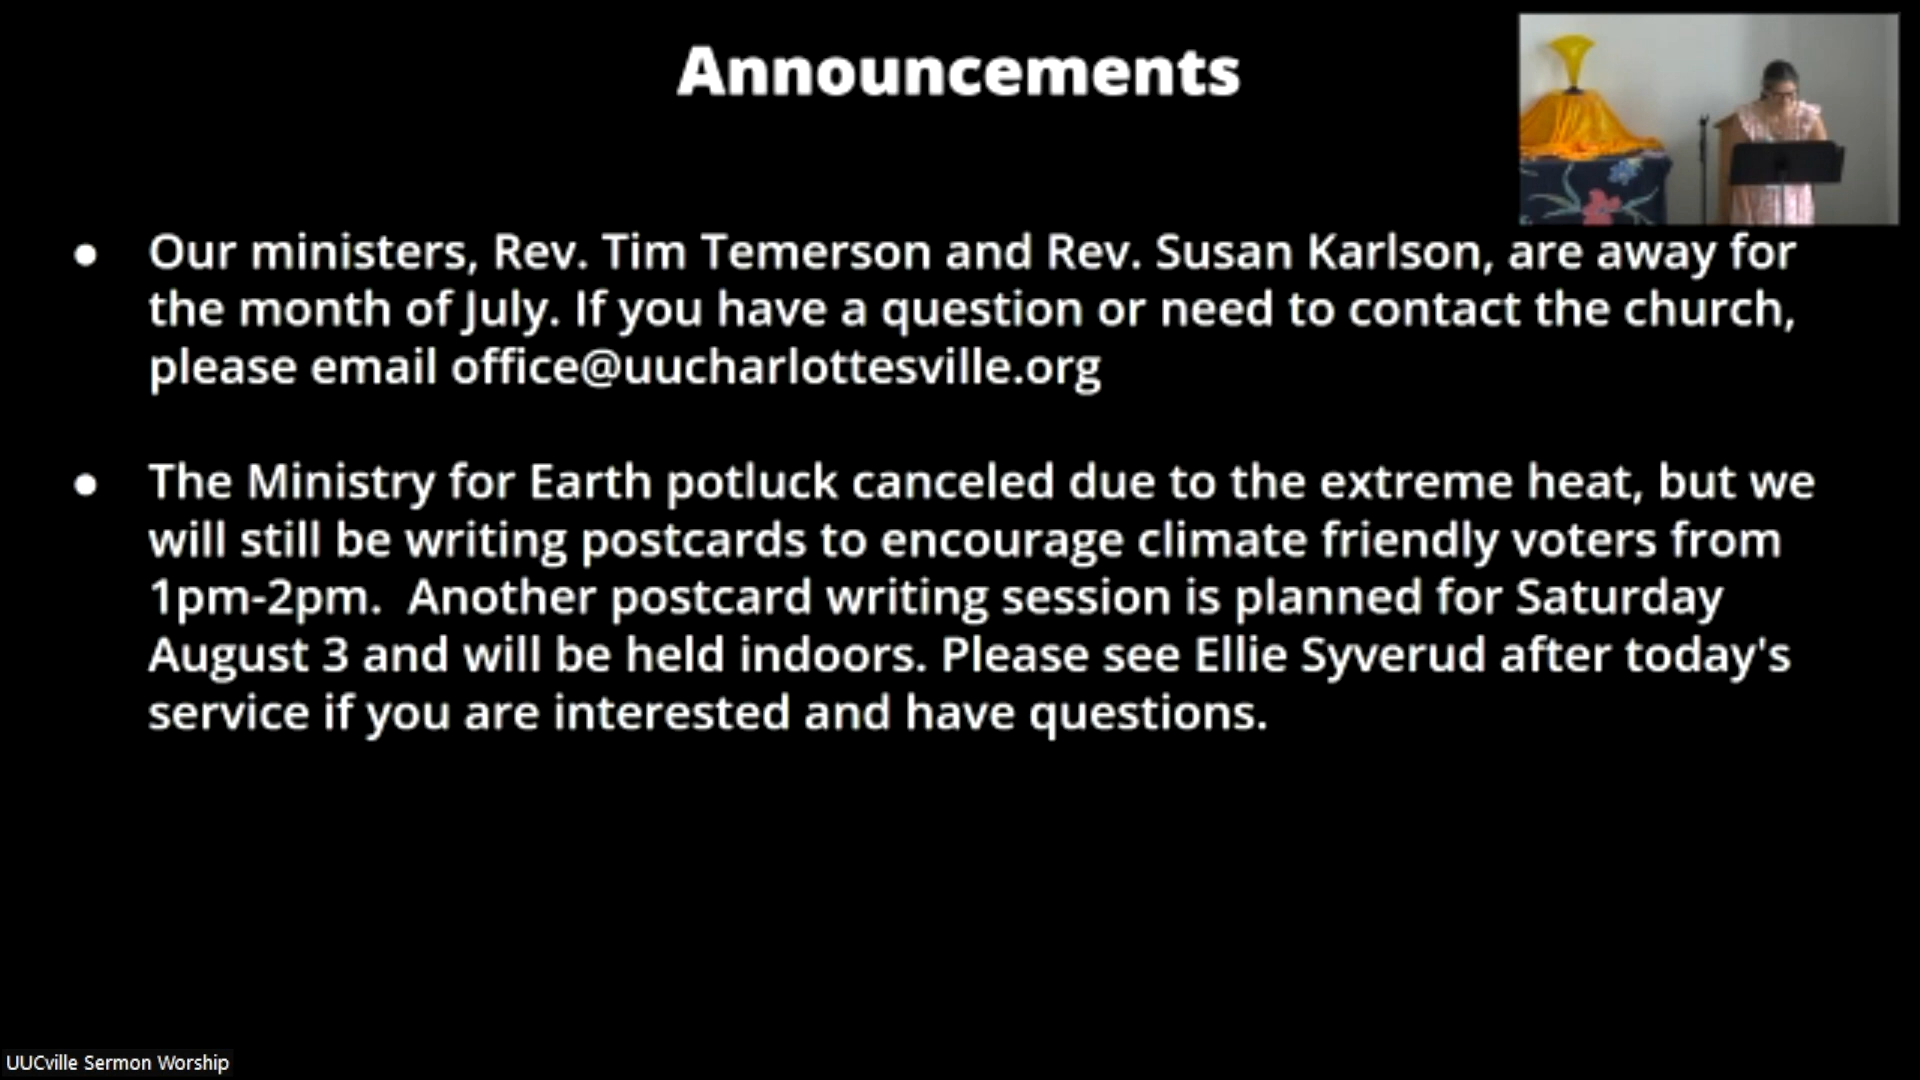 Announcements
● Our ministers, Rev. Tim Temerson and Rev. Susan Karlson, are away for
the month of July. If you have a question or need to contact the church,
please email office@uucharlottesville.org
● The Ministry for Earth potluck canceled due to the extreme heat, but we
will still be writing postcards to encourage climate friendly voters from
1pm-2pm.  Another postcard writing session is planned for Saturday
August 3 and will be held indoors. Please see Ellie Syverud after today's
service if you are interested and have questions.
UUCville Sermon Worship